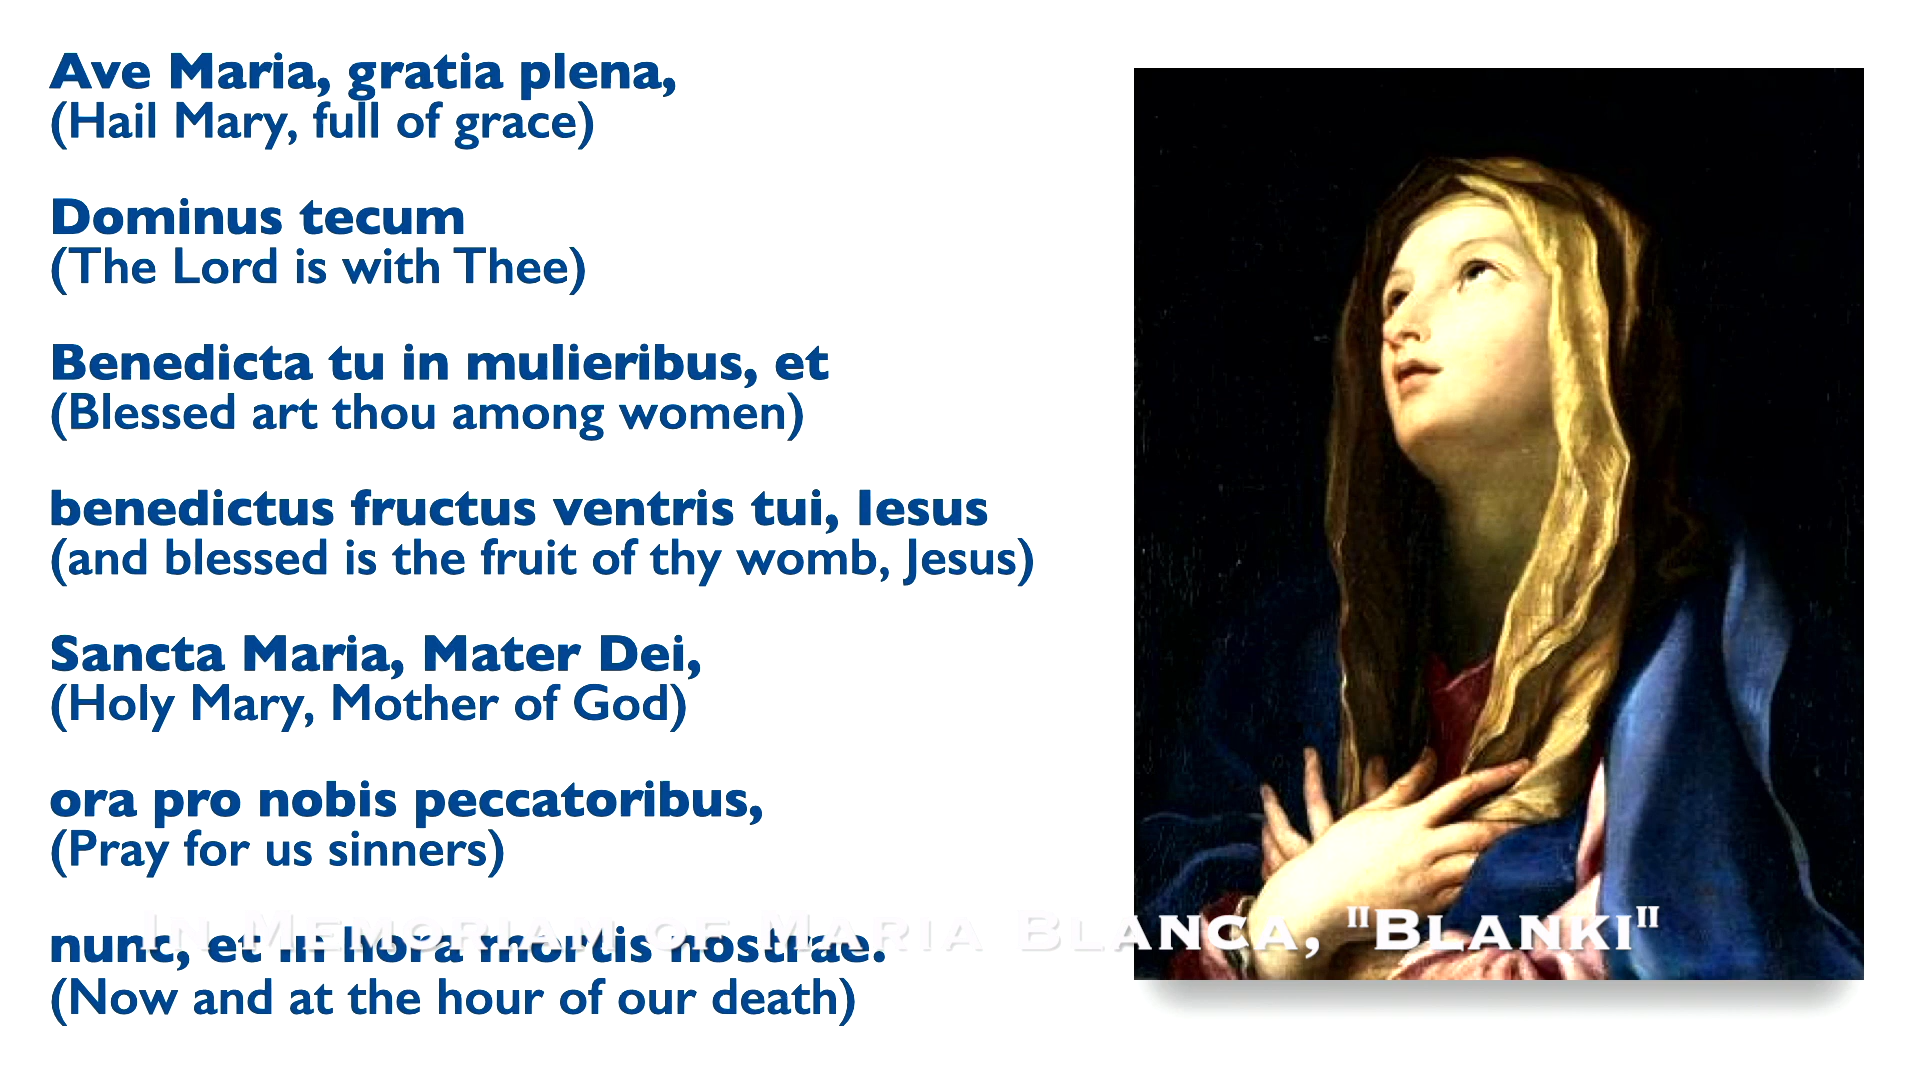 Ave Maria, gratia plena,
(Hail Mary, full of grace)
Dominus tecum
(The Lord is with Thee)
Benedicta tu in mulieribus, et
(Blessed art thou among women)
benedictus fructus ventris tui, Iesus
(and blessed is the fruit of thy womb, Jesus)
Sancta Maria, Mater Dei,
(Holy Mary, Mother of God)
ora pro nobis peccatoribus,
(Pray for us sinners)
In Memoriam of Maria Blanca, "Blanki"
nunc, et in hora mortis nostrae.
(Now and at the hour of our death)